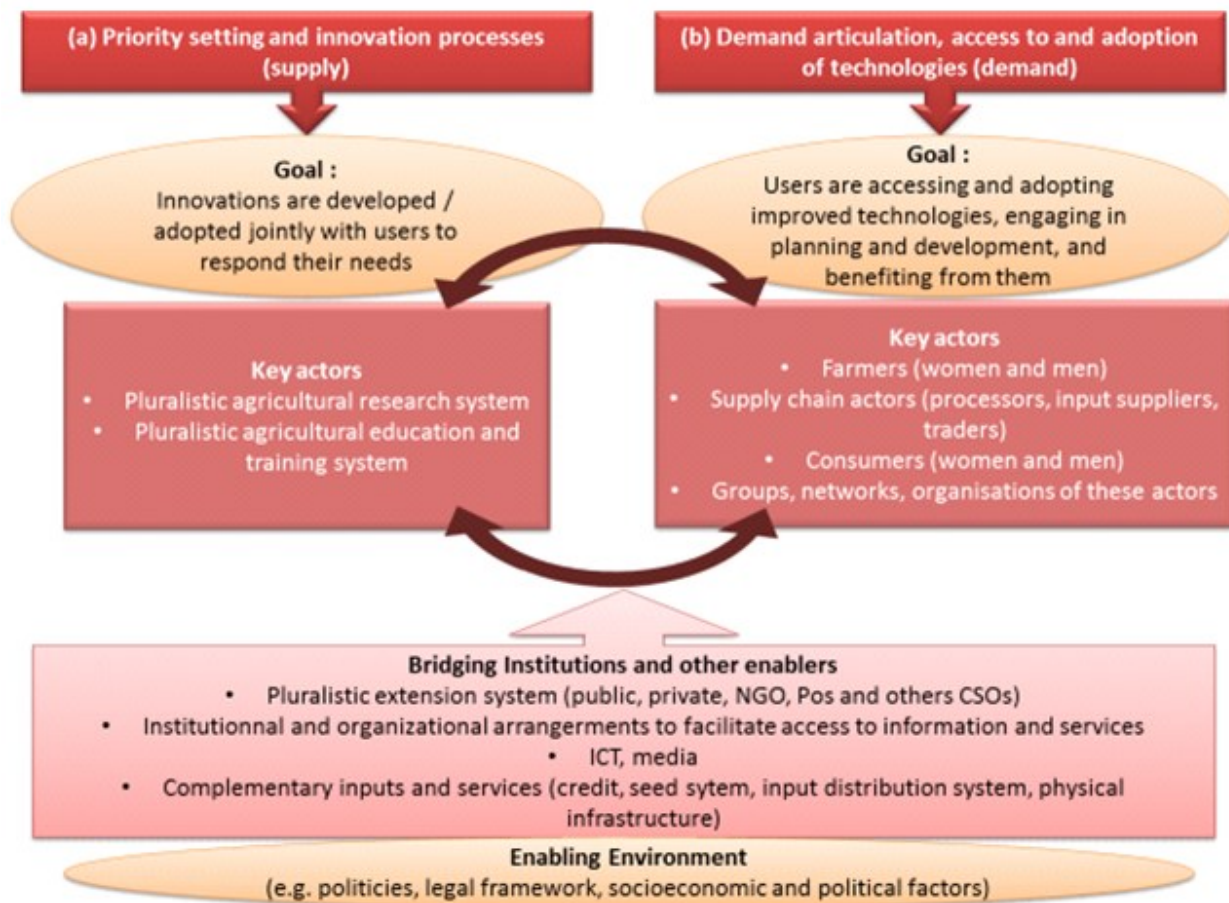 (a) Priority setting and innovation processes
(supply)
Goal :
Innovations are developed /
adopted jointly with users to
respond their needs
Key actors
• Pluralistic agricultural research system
• Pluralistic agricultural education and
training system
(b) Demand articulation, access to and adoption
of technologies (demand)
Goal :
Users are accessing and adopting
improved technologies, engaging in
planning and development, and
benefiting from them
Key actors
• Farmers (women and men)
• Supply chain actors (processors, input suppliers,
traders)
• Consumers (women and men)
• Groups, networks, organisations of these actors
Bridging Institutions and other enablers
• Pluralistic extension system (public, private, NGO, Pos and others CSOs)
• Institutionnal and organizational arrangerments to facilitate access to information and services
• ICT, media
• Complementary inputs and services (credit, seed sytem, input distribution system, physical
infrastructure)
Enabling Environment
(e.g. politicies, legal framework, socioeconomic and political factors)